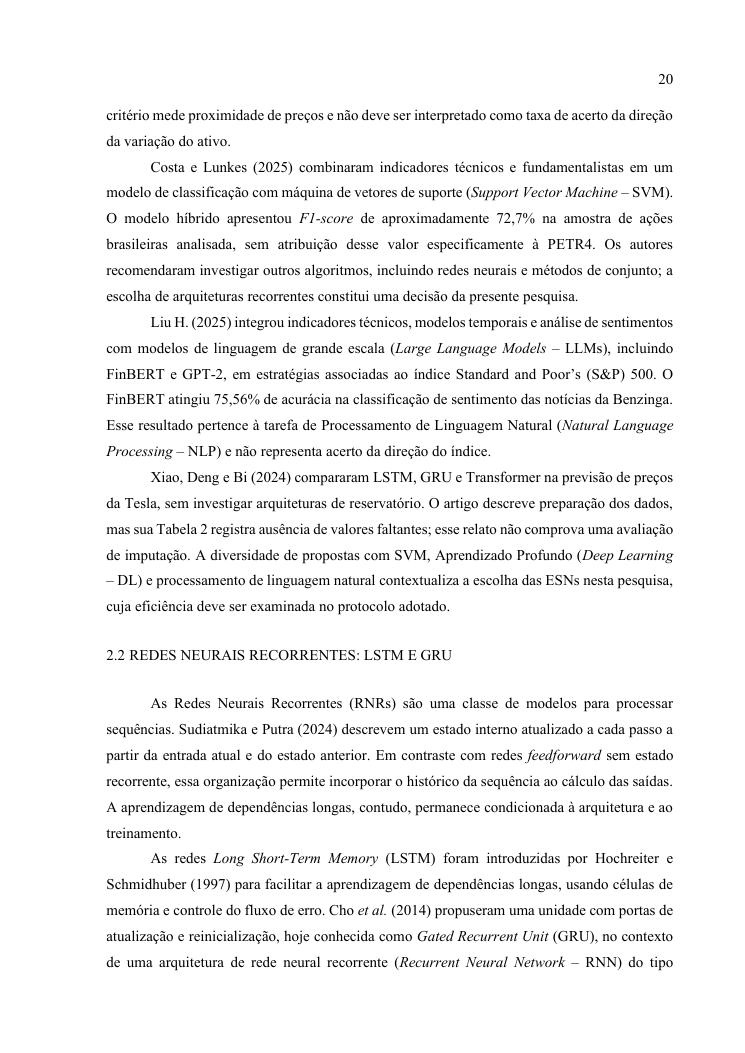 20
critério mede proximidade de preços e não deve ser interpretado como taxa de acerto da direção
da variação do ativo.
Costa e Lunkes (2025) combinaram indicadores técnicos e fundamentalistas em um
modelo de classificação com máquina de vetores de suporte (Support Vector Machine – SVM).
O modelo híbrido apresentou F1-score de aproximadamente 72,7% na amostra de ações
brasileiras analisada, sem atribuição desse valor especificamente à PETR4. Os autores
recomendaram investigar outros algoritmos, incluindo redes neurais e métodos de conjunto; a
escolha de arquiteturas recorrentes constitui uma decisão da presente pesquisa.
Liu H. (2025) integrou indicadores técnicos, modelos temporais e análise de sentimentos
com modelos de linguagem de grande escala (Large Language Models – LLMs), incluindo
FinBERT e GPT-2, em estratégias associadas ao índice Standard and Poor’s (S&P) 500. O
FinBERT atingiu 75,56% de acurácia na classificação de sentimento das notícias da Benzinga.
Esse resultado pertence à tarefa de Processamento de Linguagem Natural (Natural Language
Processing – NLP) e não representa acerto da direção do índice.
Xiao, Deng e Bi (2024) compararam LSTM, GRU e Transformer na previsão de preços
da Tesla, sem investigar arquiteturas de reservatório. O artigo descreve preparação dos dados,
mas sua Tabela 2 registra ausência de valores faltantes; esse relato não comprova uma avaliação
de imputação. A diversidade de propostas com SVM, Aprendizado Profundo (Deep Learning
– DL) e processamento de linguagem natural contextualiza a escolha das ESNs nesta pesquisa,
cuja eficiência deve ser examinada no protocolo adotado.
2.2 REDES NEURAIS RECORRENTES: LSTM E GRU
As Redes Neurais Recorrentes (RNRs) são uma classe de modelos para processar
sequências. Sudiatmika e Putra (2024) descrevem um estado interno atualizado a cada passo a
partir da entrada atual e do estado anterior. Em contraste com redes feedforward sem estado
recorrente, essa organização permite incorporar o histórico da sequência ao cálculo das saídas.
A aprendizagem de dependências longas, contudo, permanece condicionada à arquitetura e ao
treinamento.
As redes Long Short-Term Memory (LSTM) foram introduzidas por Hochreiter e
Schmidhuber (1997) para facilitar a aprendizagem de dependências longas, usando células de
memória e controle do fluxo de erro. Cho et al. (2014) propuseram uma unidade com portas de
atualização e reinicialização, hoje conhecida como Gated Recurrent Unit (GRU), no contexto
de uma arquitetura de rede neural recorrente (Recurrent Neural Network – RNN) do tipo